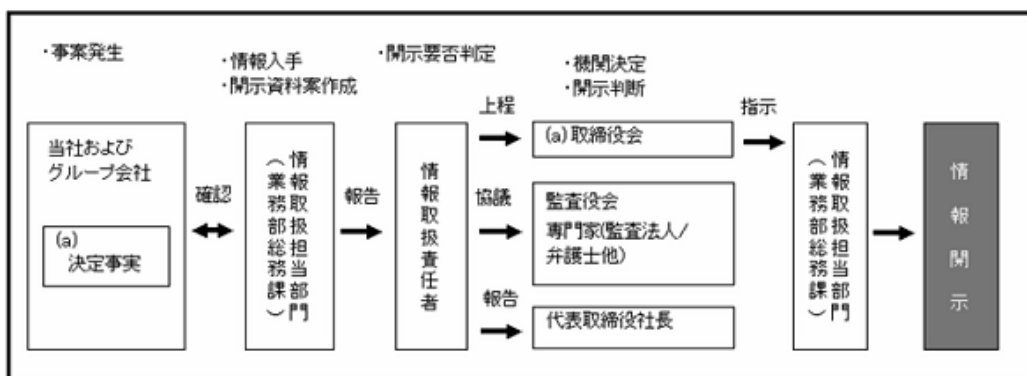 ・事案発生
・情報入手
・開示資料案作成
・開示要否判定
・機関決定
・開示判断
当社および
グループ会社
(a)
決定事実
確認
情報取扱担当部門
（業務部総務課）
報告
情報取扱責任者
上程
(a)取締役会
協議
監査役会
専門家(監査法人/
弁護士他)
報告
代表取締役社長
指示
情報取扱担当部門
（業務部総務課）
情報開示